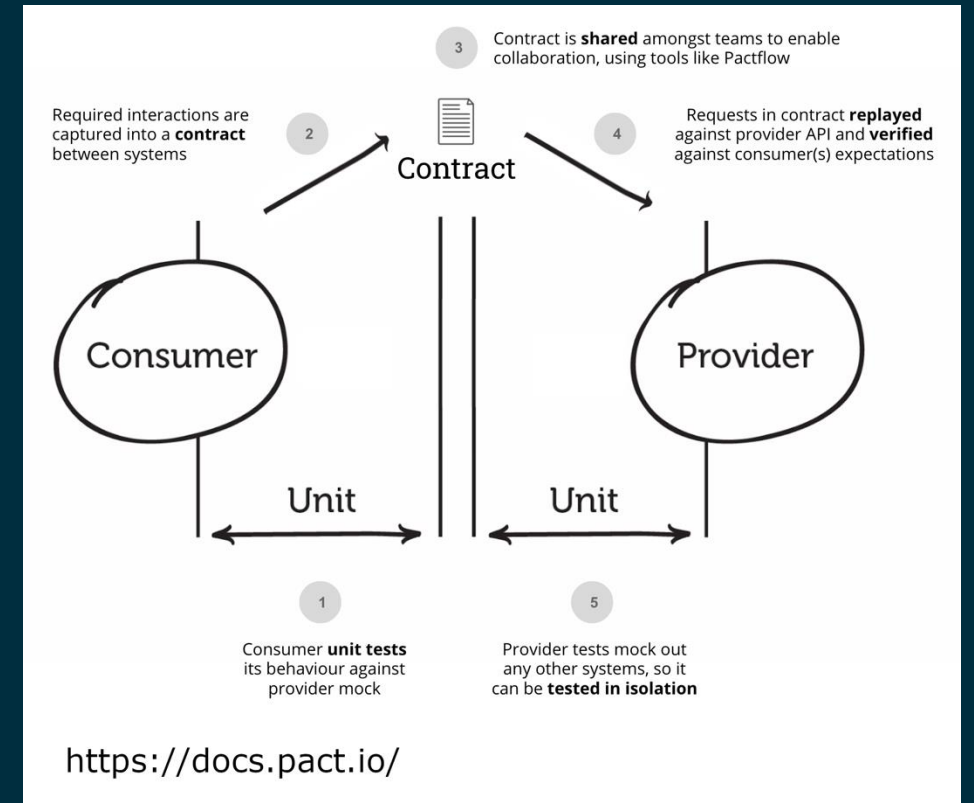 3
Contract is shared amongst teams to enable
collaboration, using tools like Pactflow
Required interactions are
captured into a contract
between systems
2
Contract
4
Requests in contract replayed
against provider API and verified
against consumer(s) expectations
Consumer
Provider
Unit
Unit
1
Consumer unit tests
its behaviour against
provider mock
5
Provider tests mock out
any other systems, so it
can be tested in isolation
https://docs.pact.io/